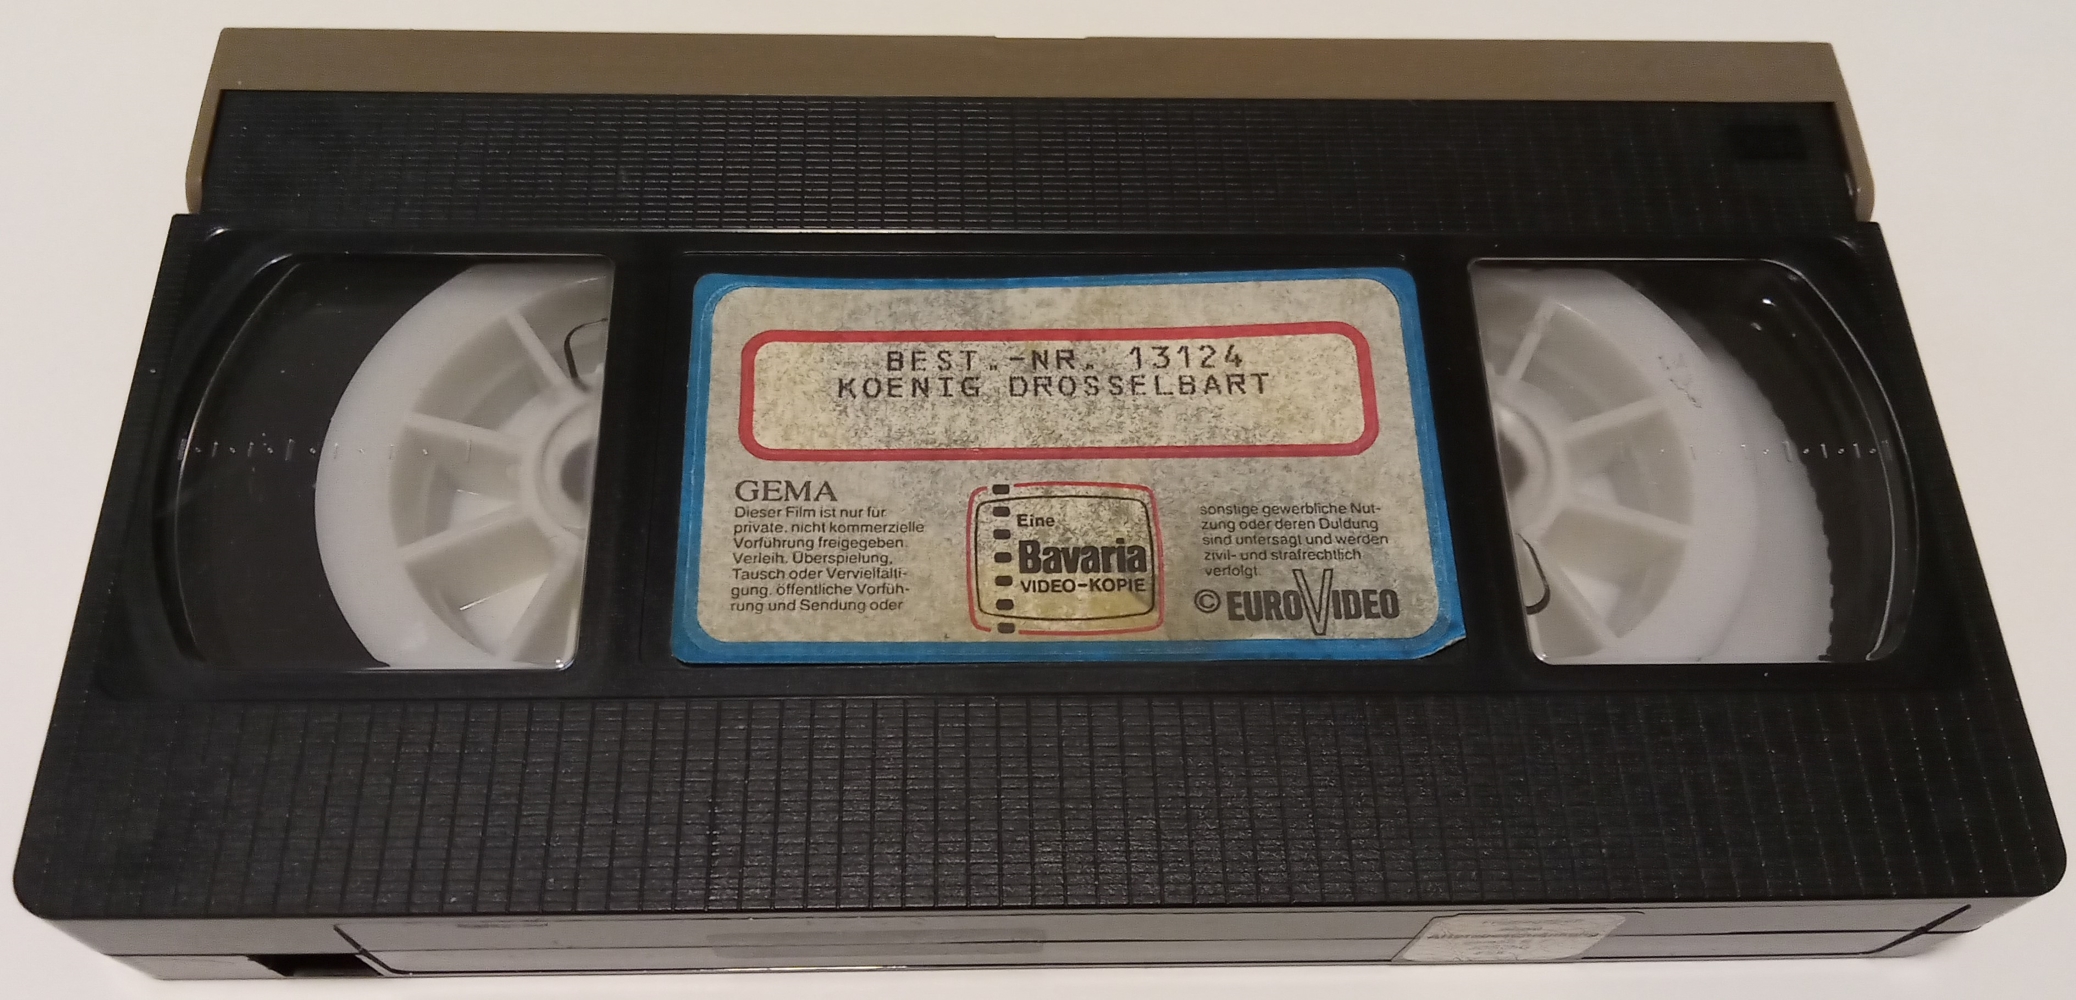 BEST.-NR. 13124
KOENIG DROSSELBART
GEMA
Dieser Film ist nur für
private, nicht kommerzielle
Vorführung freigegeben.
Verleih, Überspielung,
Tausch oder Vervielfälti-
gung, öffentliche Vorfüh-
rung und Sendung oder
Eine
Bavaria
VIDEO-KOPIE
sonstige gewerbliche Nut-
zung oder deren Duldung
sind untersagt und werden
zivil- und strafrechtlich
verfolgt.
© EUROVIDEO